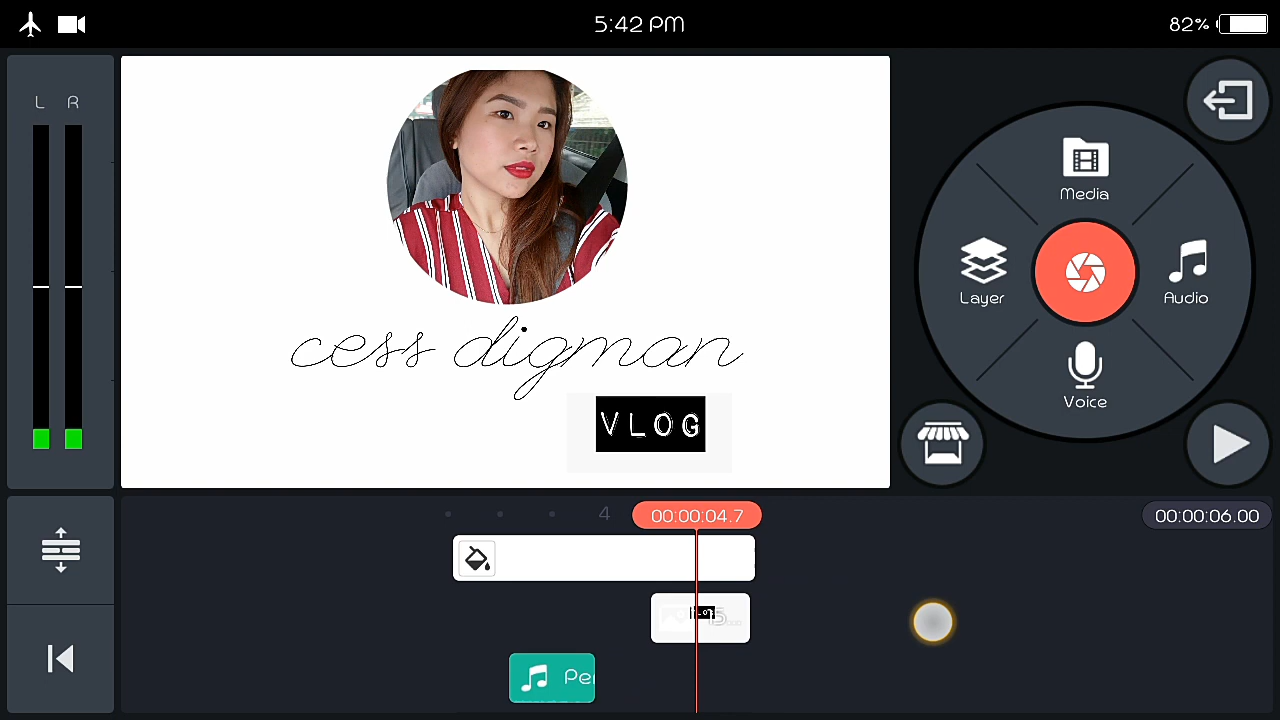 5:42 PM
82%
L R
Media
Layer
Audio
Voice
cess digman
VLOG
4
00:00:04.7
00:00:06.00
Pe